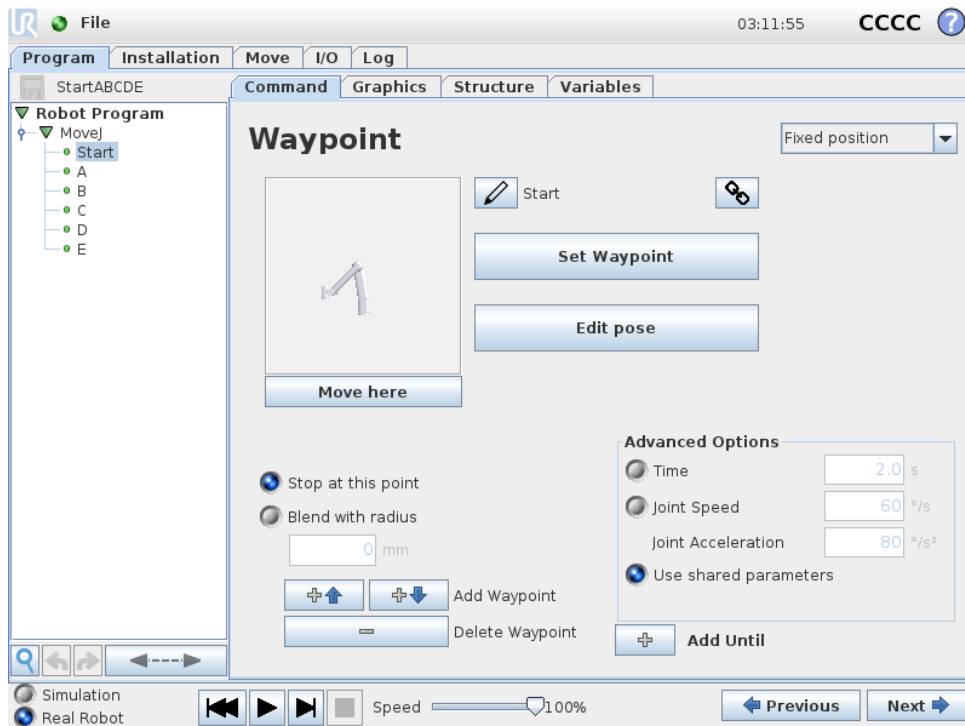 UR File 03:11:55 CCCC ?
Program Installation Move I/O Log
StartABCDE
Command Graphics Structure Variables
Robot Program
MoveJ
Start
A
B
C
D
E
Waypoint
Fixed position
Start
Set Waypoint
Edit pose
Move here
Stop at this point
Blend with radius
0 mm
Add Waypoint
Delete Waypoint
Advanced Options
Time 2.0 s
Joint Speed 60 °/s
Joint Acceleration 80 °/s²
Use shared parameters
Add Until
Simulation
Real Robot
Speed 100%
Previous Next